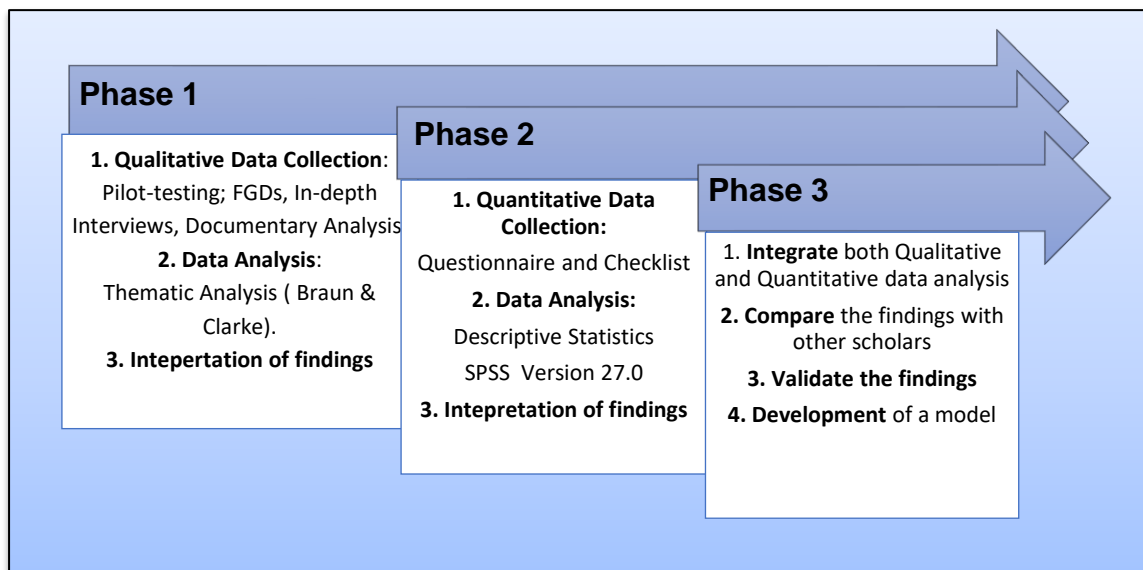 Phase 1
1. Qualitative Data Collection:
Pilot-testing; FGDs, In-depth
Interviews, Documentary Analysis
2. Data Analysis:
Thematic Analysis ( Braun &
Clarke).
3. Intepertation of findings
Phase 2
1. Quantitative Data
Collection:
Questionnaire and Checklist
2. Data Analysis:
Descriptive Statistics
SPSS Version 27.0
3. Intepretation of findings
Phase 3
1. Integrate both Qualitative
and Quantitative data analysis
2. Compare the findings with
other scholars
3. Validate the findings
4. Development of a model